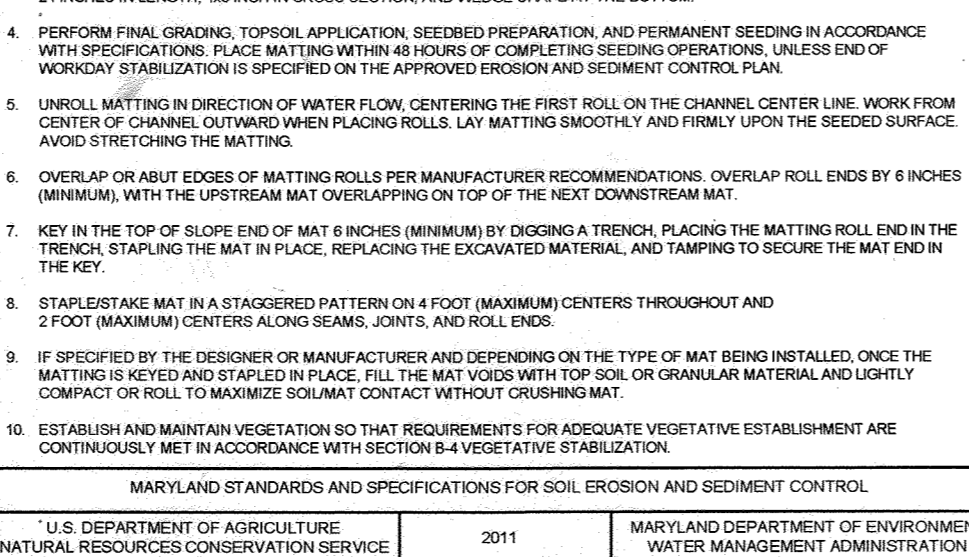 4. PERFORM FINAL GRADING, TOPSOIL APPLICATION, SEEDBED PREPARATION, AND PERMANENT SEEDING IN ACCORDANCE
WITH SPECIFICATIONS. PLACE MATTING WITHIN 48 HOURS OF COMPLETING SEEDING OPERATIONS, UNLESS END OF
WORKDAY STABILIZATION IS SPECIFIED ON THE APPROVED EROSION AND SEDIMENT CONTROL PLAN.
5. UNROLL MATTING IN DIRECTION OF WATER FLOW, CENTERING THE FIRST ROLL ON THE CHANNEL CENTER LINE. WORK FROM
CENTER OF CHANNEL OUTWARD WHEN PLACING ROLLS. LAY MATTING SMOOTHLY AND FIRMLY UPON THE SEEDED SURFACE.
AVOID STRETCHING THE MATTING.
6. OVERLAP OR ABUT EDGES OF MATTING ROLLS PER MANUFACTURER RECOMMENDATIONS. OVERLAP ROLL ENDS BY 6 INCHES
(MINIMUM), WITH THE UPSTREAM MAT OVERLAPPING ON TOP OF THE NEXT DOWNSTREAM MAT.
7. KEY IN THE TOP OF SLOPE END OF MAT 6 INCHES (MINIMUM) BY DIGGING A TRENCH, PLACING THE MATTING ROLL END IN THE
TRENCH, STAPLING THE MAT IN PLACE, REPLACING THE EXCAVATED MATERIAL, AND TAMPING TO SECURE THE MAT END IN
THE KEY.
8. STAPLE/STAKE MAT IN A STAGGERED PATTERN ON 4 FOOT (MAXIMUM) CENTERS THROUGHOUT AND
2 FOOT (MAXIMUM) CENTERS ALONG SEAMS, JOINTS, AND ROLL ENDS.
9. IF SPECIFIED BY THE DESIGNER OR MANUFACTURER AND DEPENDING ON THE TYPE OF MAT BEING INSTALLED, ONCE THE
MATTING IS KEYED AND STAPLED IN PLACE, FILL THE MAT VOIDS WITH TOP SOIL OR GRANULAR MATERIAL AND LIGHTLY
COMPACT OR ROLL TO MAXIMIZE SOIL/MAT CONTACT WITHOUT CRUSHING MAT.
10. ESTABLISH AND MAINTAIN VEGETATION SO THAT REQUIREMENTS FOR ADEQUATE VEGETATIVE ESTABLISHMENT ARE
CONTINUOUSLY MET IN ACCORDANCE WITH SECTION B-4 VEGETATIVE STABILIZATION.
MARYLAND STANDARDS AND SPECIFICATIONS FOR SOIL EROSION AND SEDIMENT CONTROL
U.S. DEPARTMENT OF AGRICULTURE
NATURAL RESOURCES CONSERVATION SERVICE
2011
MARYLAND DEPARTMENT OF ENVIRONMEN
WATER MANAGEMENT ADMINISTRATION